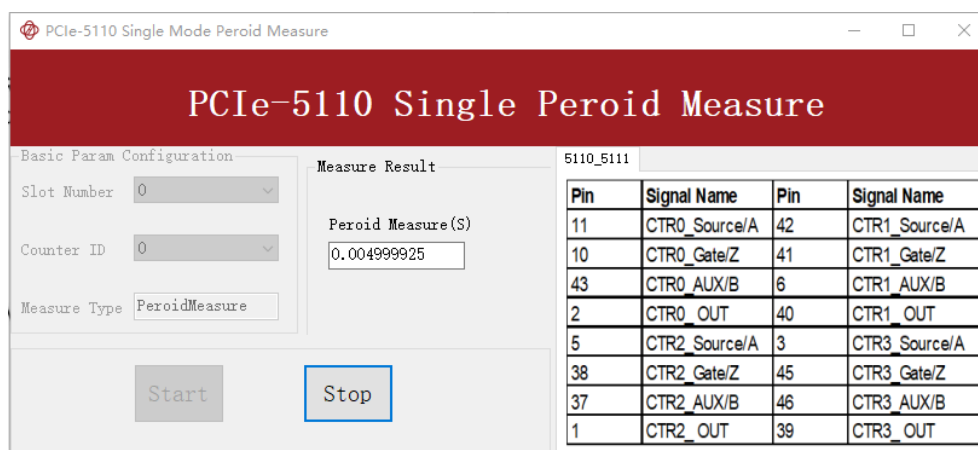 PCIe-5110 Single Mode Peroid Measure
PCIe-5110 Single Peroid Measure
Basic Param Configuration
Slot Number 0
Counter ID 0
Measure Type PeroidMeasure
Measure Result
Peroid Measure(S)
0.004999925
Start
Stop
5110_5111
Pin Signal Name Pin Signal Name
11 CTR0_Source/A 42 CTR1_Source/A
10 CTR0_Gate/Z 41 CTR1_Gate/Z
43 CTR0_AUX/B 6 CTR1_AUX/B
2 CTR0_OUT 40 CTR1_OUT
5 CTR2_Source/A 3 CTR3_Source/A
38 CTR2_Gate/Z 45 CTR3_Gate/Z
37 CTR2_AUX/B 46 CTR3_AUX/B
1 CTR2_OUT 39 CTR3_OUT